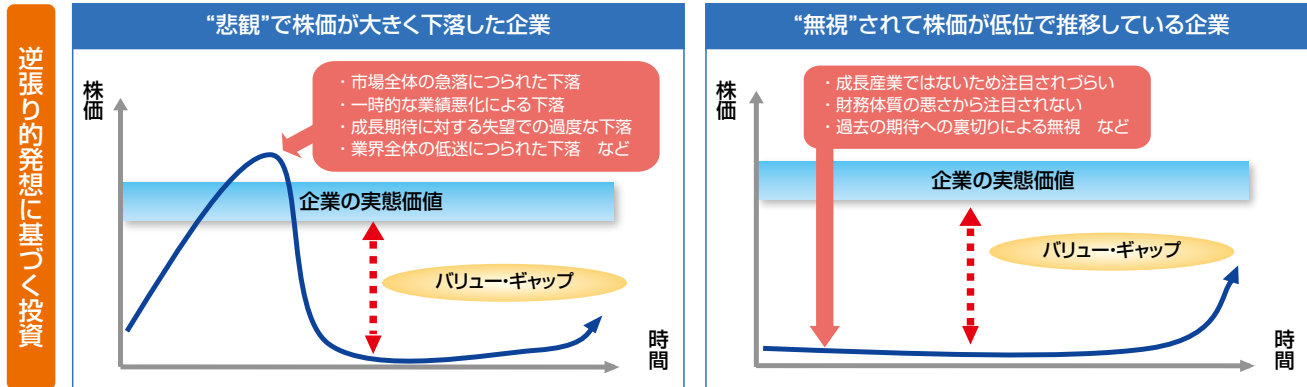 逆張り的発想に基づく投資
“悲観”で株価が大きく下落した企業
株価
・市場全体の急落につられた下落
・一時的な業績悪化による下落
・成長期待に対する失望での過度な下落
・業界全体の低迷につられた下落　など
企業の実態価値
バリュー・ギャップ
時間
“無視”されて株価が低位で推移している企業
株価
・成長産業ではないため注目されづらい
・財務体質の悪さから注目されない
・過去の期待への裏切りによる無視　など
企業の実態価値
バリュー・ギャップ
時間